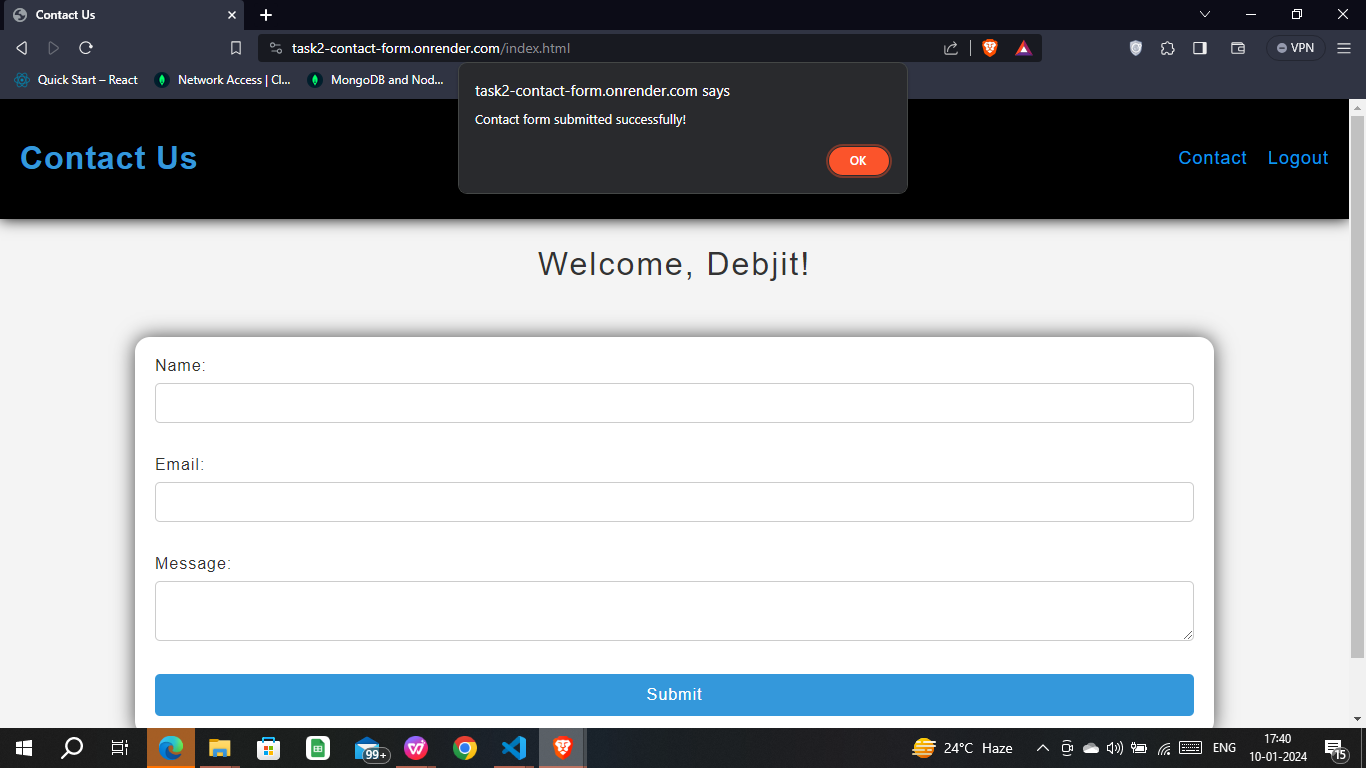 Contact Us
task2-contact-form.onrender.com/index.html
VPN
Quick Start – React
Network Access | Cl...
MongoDB and Nod...
task2-contact-form.onrender.com says
Contact form submitted successfully!
OK
Contact Us
Contact
Logout
Welcome, Debjit!
Name:
Email:
Message:
Submit
99+
24°C Haze
ENG
17:40
10-01-2024
15